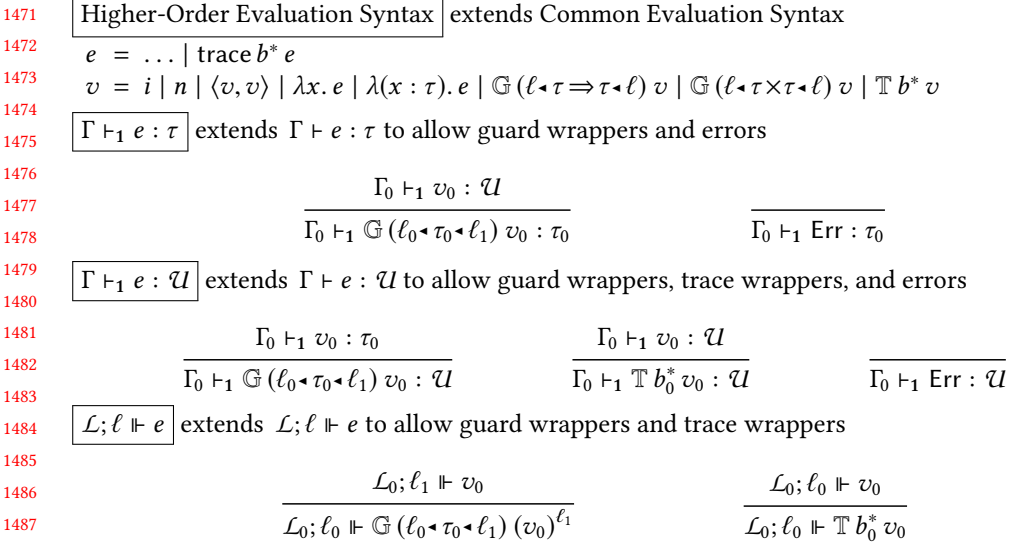 1471 Higher-Order Evaluation Syntax extends Common Evaluation Syntax
1472 e = … | trace b* e
1473 v = i | n | ⟨v, v⟩ | λx. e | λ(x : τ). e | 𝔾 (ℓ◂τ⇒τ◂ℓ) v | 𝔾 (ℓ◂τ×τ◂ℓ) v | 𝕋 b* v
1474
1475 Γ ⊢₁ e : τ extends Γ ⊢ e : τ to allow guard wrappers and errors
1476
Γ₀ ⊢₁ v₀ : 𝒰
1477
1478 Γ₀ ⊢₁ 𝔾 (ℓ₀◂τ₀◂ℓ₁) v₀ : τ₀ Γ₀ ⊢₁ Err : τ₀
1479 Γ ⊢₁ e : 𝒰 extends Γ ⊢ e : 𝒰 to allow guard wrappers, trace wrappers, and errors
1480
1481 Γ₀ ⊢₁ v₀ : τ₀ Γ₀ ⊢₁ v₀ : 𝒰
1482
1483 Γ₀ ⊢₁ 𝔾 (ℓ₀◂τ₀◂ℓ₁) v₀ : 𝒰 Γ₀ ⊢₁ 𝕋 b₀* v₀ : 𝒰 Γ₀ ⊢₁ Err : 𝒰
1484 ℒ; ℓ ⊩ e extends ℒ; ℓ ⊩ e to allow guard wrappers and trace wrappers
1485
1486 ℒ₀; ℓ₁ ⊩ v₀ ℒ₀; ℓ₀ ⊩ v₀
1487 ℒ₀; ℓ₀ ⊩ 𝔾 (ℓ₀◂τ₀◂ℓ₁) (v₀)^ℓ₁ ℒ₀; ℓ₀ ⊩ 𝕋 b₀* v₀